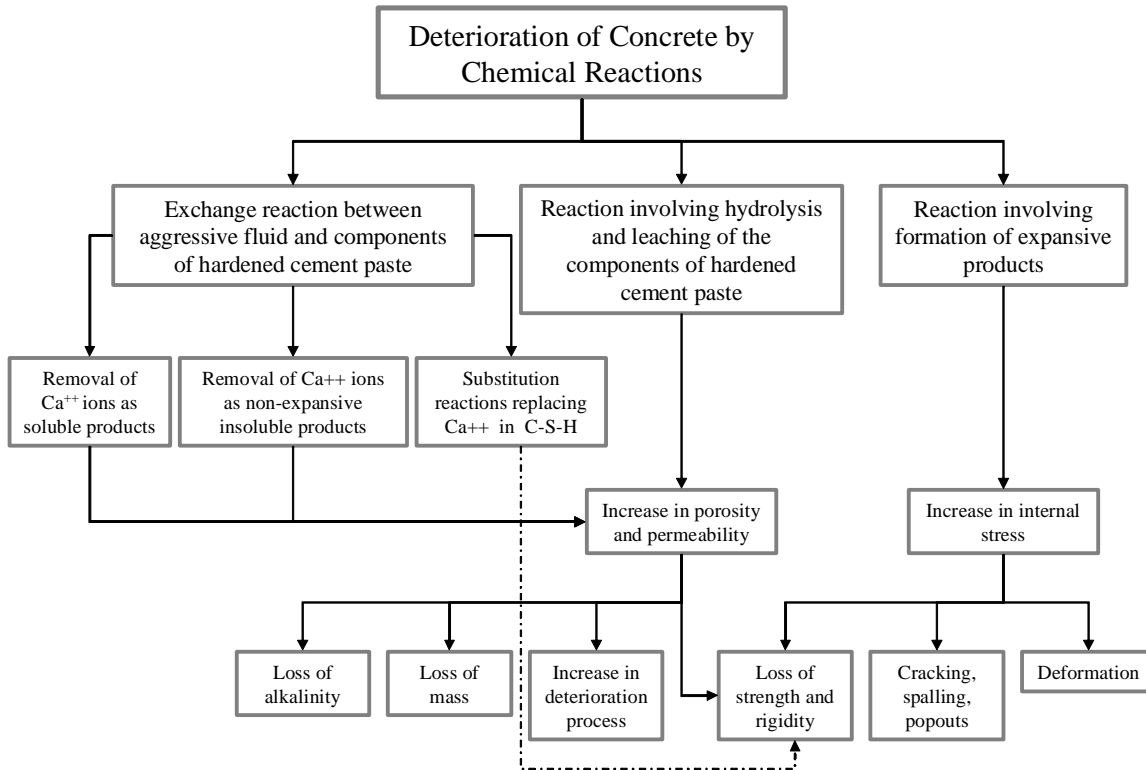 Deterioration of Concrete by
Chemical Reactions
Exchange reaction between
aggressive fluid and components
of hardened cement paste
Reaction involving hydrolysis
and leaching of the
components of hardened
cement paste
Reaction involving
formation of expansive
products
Removal of
Ca⁺⁺ ions as
soluble products
Removal of Ca++ ions
as non-expansive
insoluble products
Substitution
reactions replacing
Ca++ in C-S-H
Increase in porosity
and permeability
Increase in internal
stress
Loss of
alkalinity
Loss of
mass
Increase in
deterioration
process
Loss of
strength and
rigidity
Cracking,
spalling,
popouts
Deformation